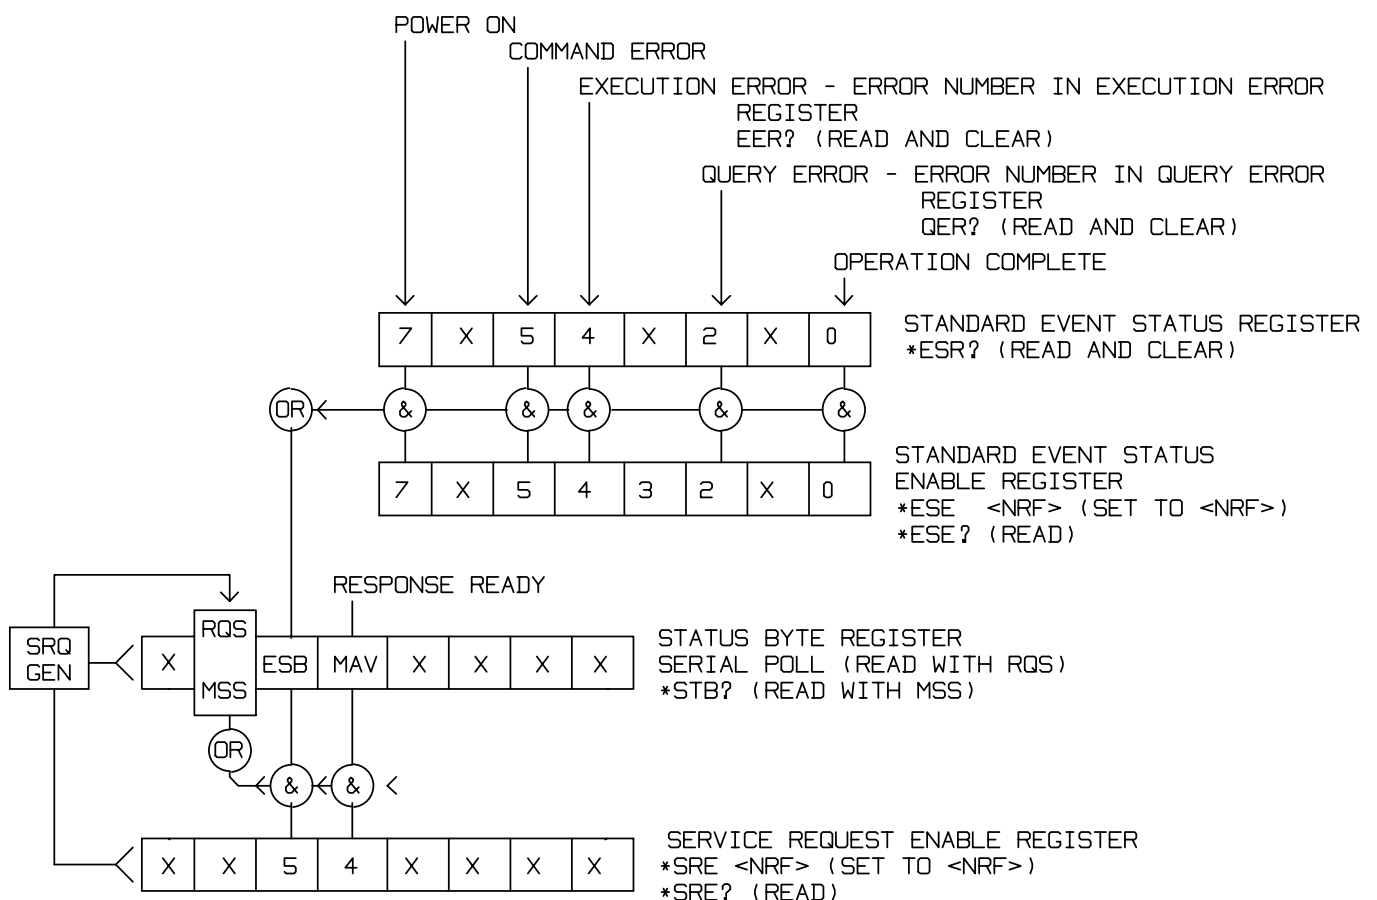 POWER ON
COMMAND ERROR
EXECUTION ERROR - ERROR NUMBER IN EXECUTION ERROR
REGISTER
EER? (READ AND CLEAR)
QUERY ERROR - ERROR NUMBER IN QUERY ERROR
REGISTER
QER? (READ AND CLEAR)
OPERATION COMPLETE
7 X 5 4 X 2 X 0
STANDARD EVENT STATUS REGISTER
*ESR? (READ AND CLEAR)
OR & & & & &
7 X 5 4 3 2 X 0
STANDARD EVENT STATUS
ENABLE REGISTER
*ESE <NRF> (SET TO <NRF>)
*ESE? (READ)
RESPONSE READY
SRQ
GEN
X RQS MSS ESB MAV X X X X
STATUS BYTE REGISTER
SERIAL POLL (READ WITH RQS)
*STB? (READ WITH MSS)
OR
& &
X X 5 4 X X X X
SERVICE REQUEST ENABLE REGISTER
*SRE <NRF> (SET TO <NRF>)
*SRE? (READ)